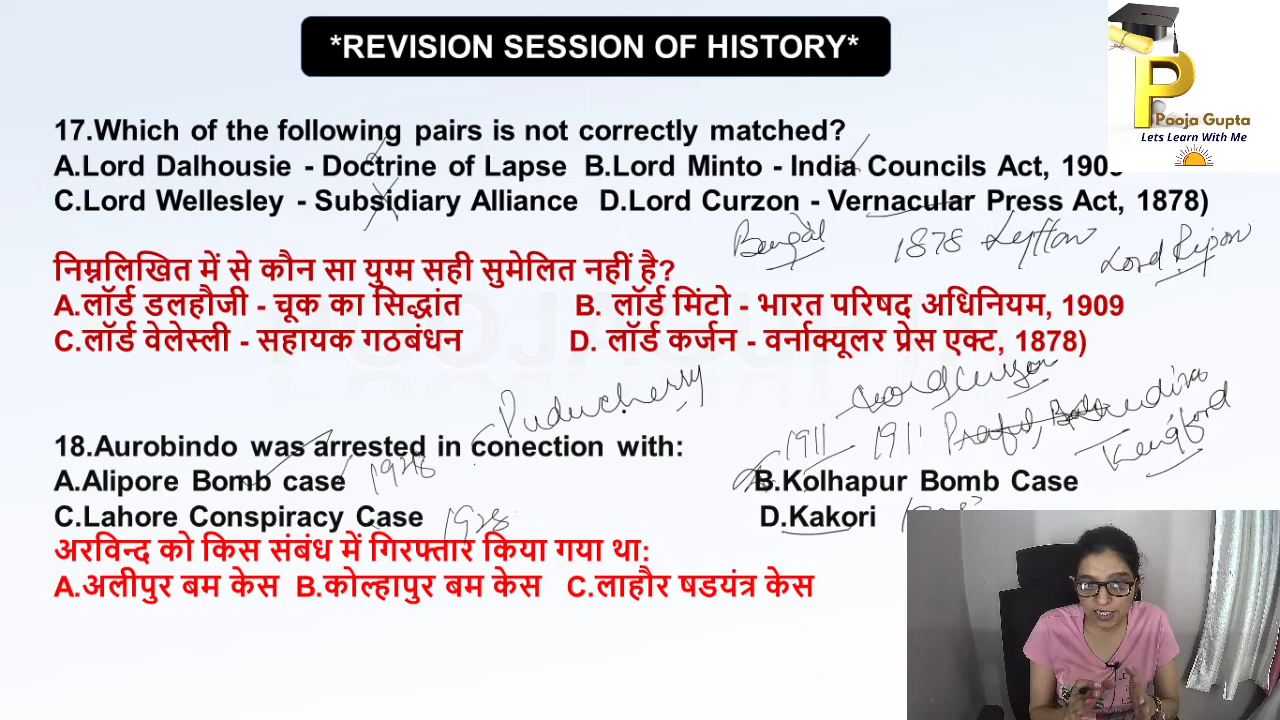 *REVISION SESSION OF HISTORY*
P
Pooja Gupta
Lets Learn With Me
17.Which of the following pairs is not correctly matched?
A.Lord Dalhousie - Doctrine of Lapse B.Lord Minto - India Councils Act, 1909
C.Lord Wellesley - Subsidiary Alliance D.Lord Curzon - Vernacular Press Act, 1878)
Bengal 1878 Lytton Lord Ripon
निम्नलिखित में से कौन सा युग्म सही सुमेलित नहीं है?
A.लॉर्ड डलहौजी - चूक का सिद्धांत B. लॉर्ड मिंटो - भारत परिषद अधिनियम, 1909
C.लॉर्ड वेलेस्ली - सहायक गठबंधन D. लॉर्ड कर्जन - वर्नाक्यूलर प्रेस एक्ट, 1878)
Puducherry Lord Curzon
18.Aurobindo was arrested in conection with:
1911 1911 Praful,
A.Alipore Bomb case B.Kolhapur Bomb Case
C.Lahore Conspiracy Case 1928 D.Kakori
अरविन्द को किस संबंध में गिरफ्तार किया गया था:
A.अलीपुर बम केस B.कोल्हापुर बम केस C.लाहौर षडयंत्र केस